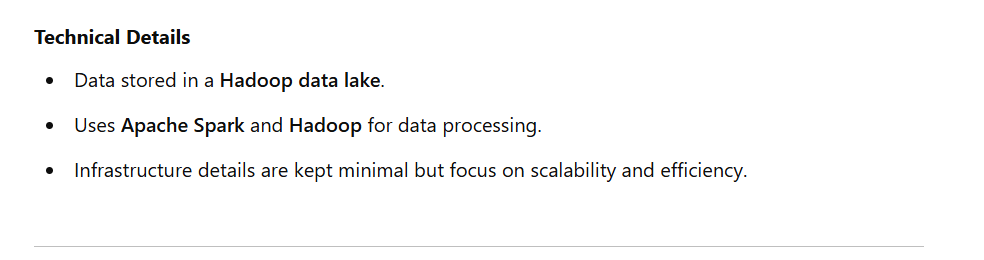 Technical Details
Data stored in a Hadoop data lake.
Uses Apache Spark and Hadoop for data processing.
Infrastructure details are kept minimal but focus on scalability and efficiency.